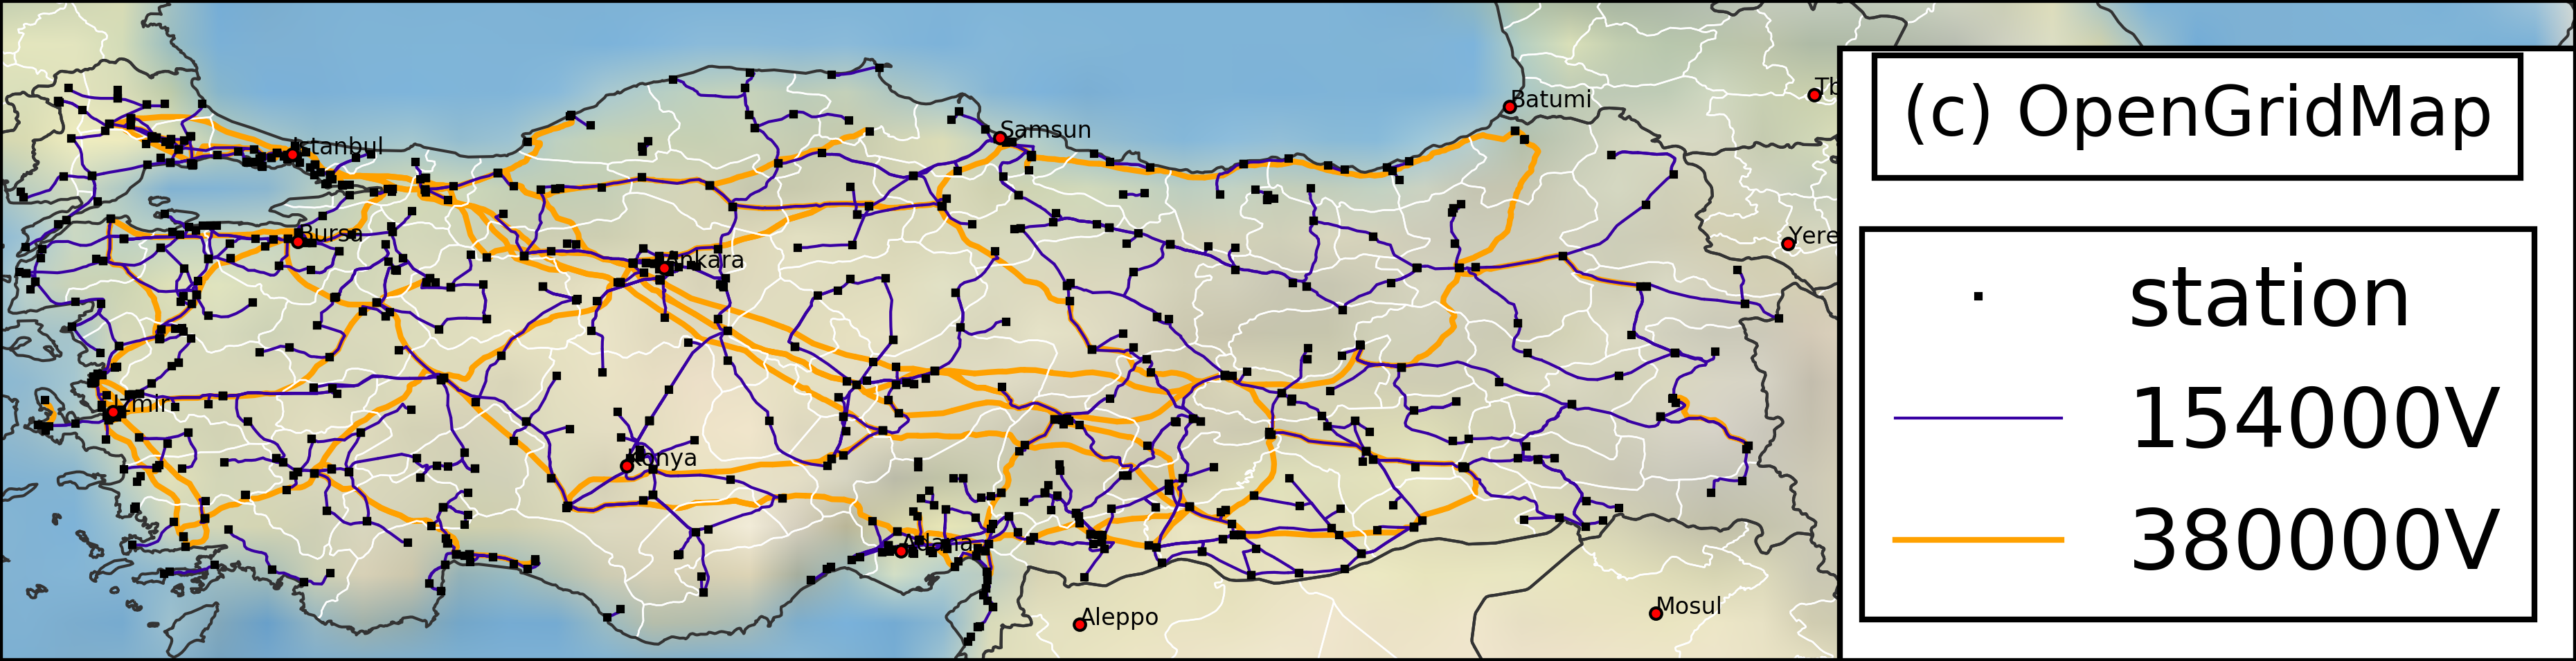 Batumi
Tb
(c) OpenGridMap
Samsun
Istanbul
Bursa
Yere
Ankara
station
Izmir
154000V
Konya
Adana
380000V
Aleppo
Mosul